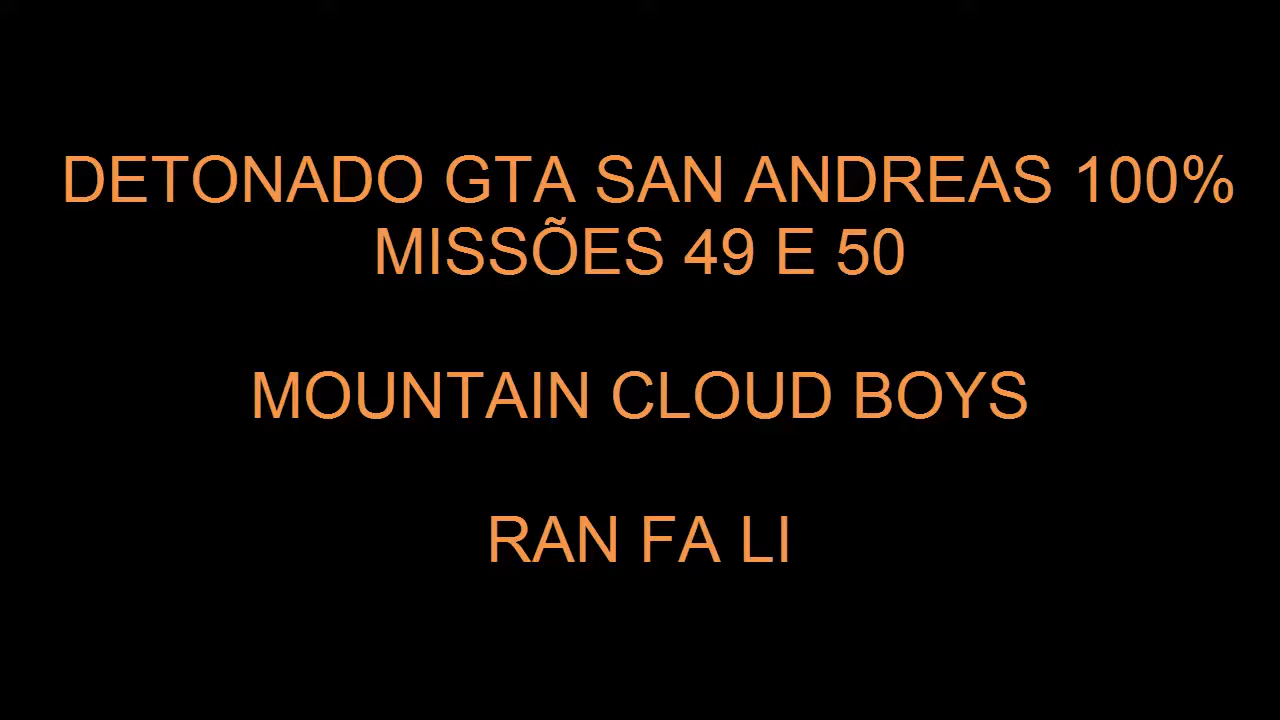 DETONADO GTA SAN ANDREAS 100%
MISSÕES 49 E 50
MOUNTAIN CLOUD BOYS
RAN FA LI